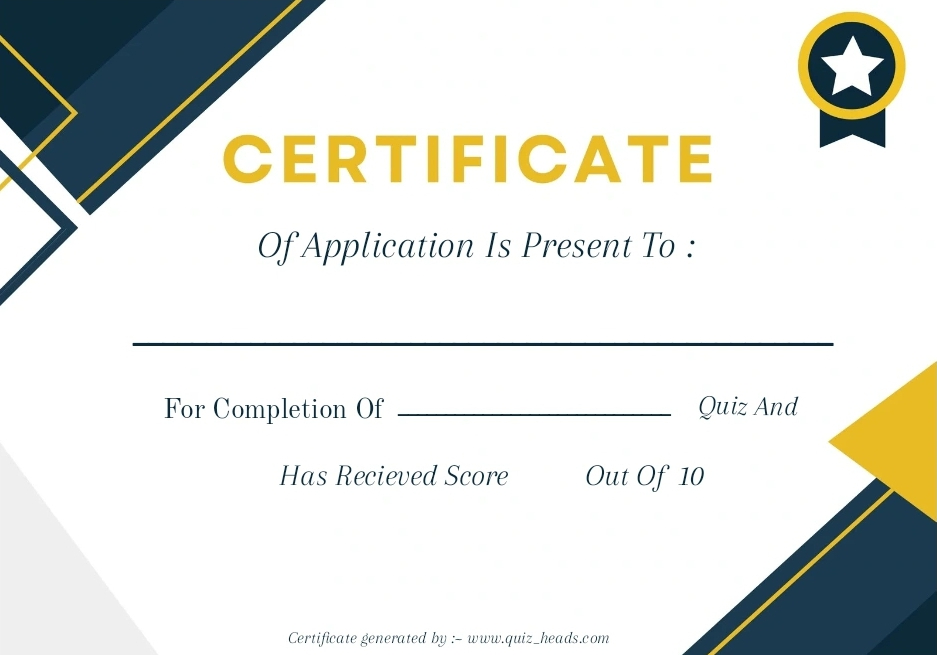 CERTIFICATE
Of Application Is Present To :
For Completion Of ____________________ Quiz And
Has Recieved Score Out Of 10
Certificate generated by :- www.quiz_heads.com